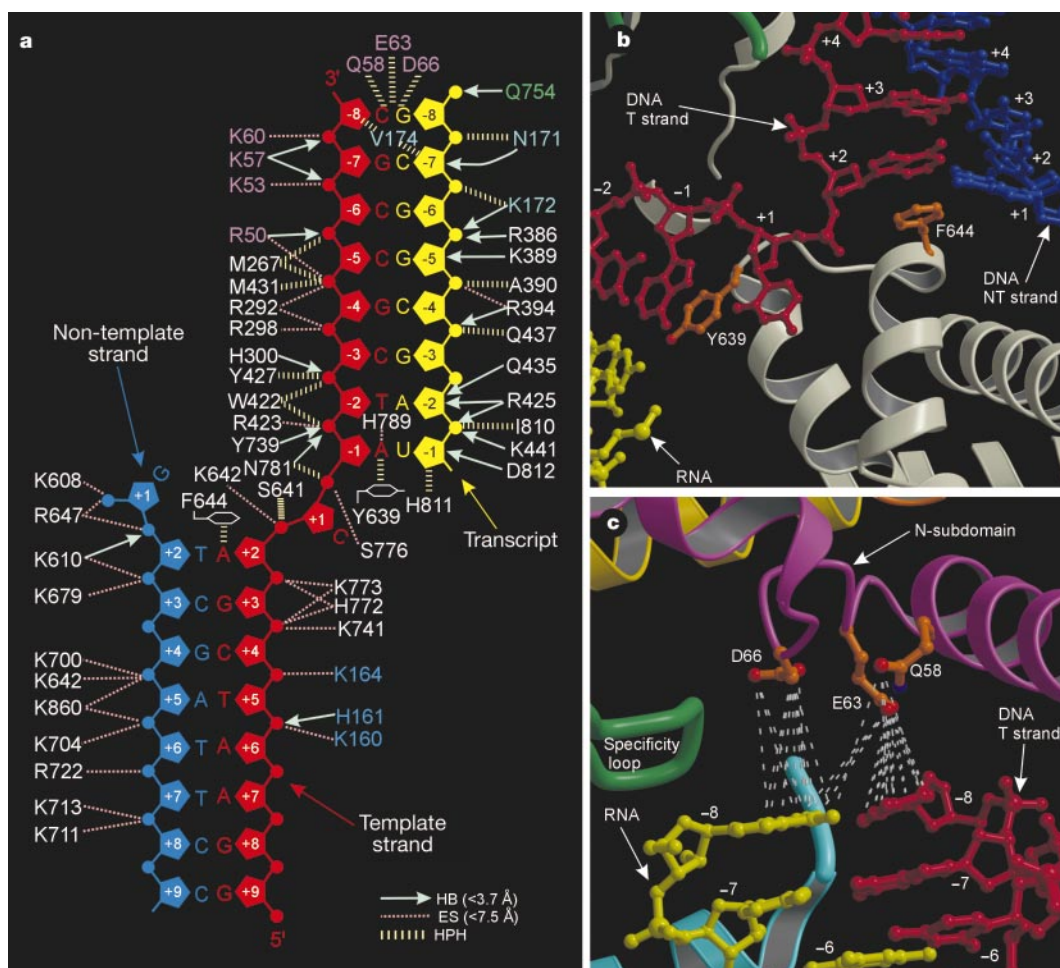 a
E63
Q58 D66
3'
-8 C G -8
Q754
K60
V174
N171
K57
-7 G C -7
K53
K172
-6 C G -6
R50
R386
-5 C G -5
K389
M267
M431
A390
R292
-4 G C -4
R394
R298
Q437
Non-template
strand
H300
-3 C G -3
Y427
Q435
W422
-2 T A -2
R425
R423
H789
I810
Y739
-1 A U -1
K441
N781
D812
K608
G
K642
S641
+1
F644
Y639
H811
R647
+1 C
Transcript
S776
K610
+2 T A +2
K679
K773
+3 C G +3
H772
K741
+4 G C +4
K700
K642
K164
K860
+5 A T +5
H161
K704
K160
+6 T A +6
R722
+7 T A +7
K713
Template
strand
K711
+8 C G +8
HB (<3.7 Å)
+9 C G +9
ES (<7.5 Å)
HPH
5'
b
+4
+4
DNA
T strand
+3
+3
+2
+2
−2
−1
+1
+1
F644
Y639
DNA
NT strand
RNA
c
N-subdomain
D66
Q58
E63
DNA
T strand
Specificity
loop
RNA
−8
−8
−7
−7
−6
−6